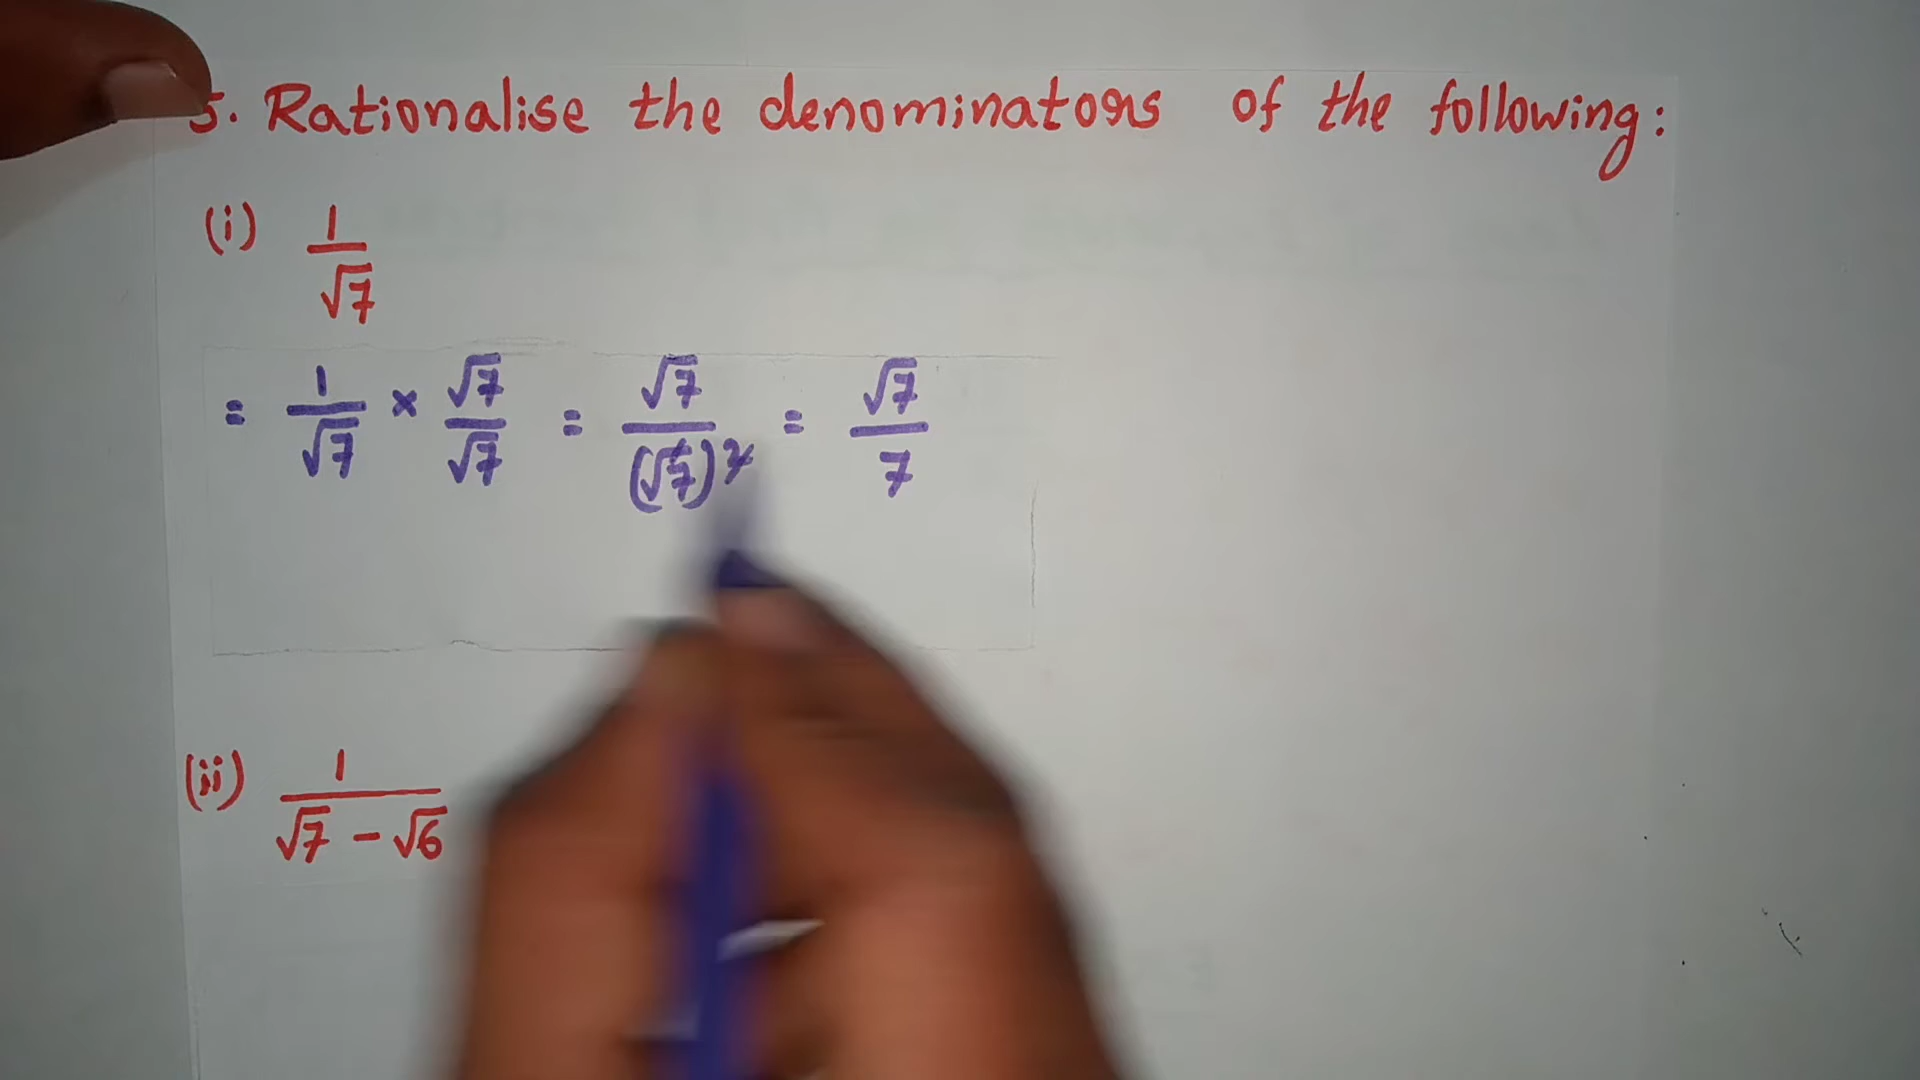 5. Rationalise the denominators of the following:
(i) 1/√7
= 1/√7 × √7/√7 = √7/(√7)² = √7/7
(ii) 1/(√7 - √6)